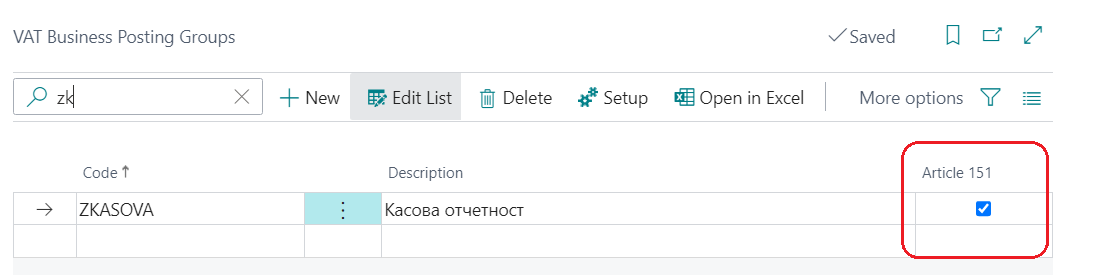 VAT Business Posting Groups
Saved
zk
New
Edit List
Delete
Setup
Open in Excel
More options
Code
Description
Article 151
ZKASOVA
Касова отчетност